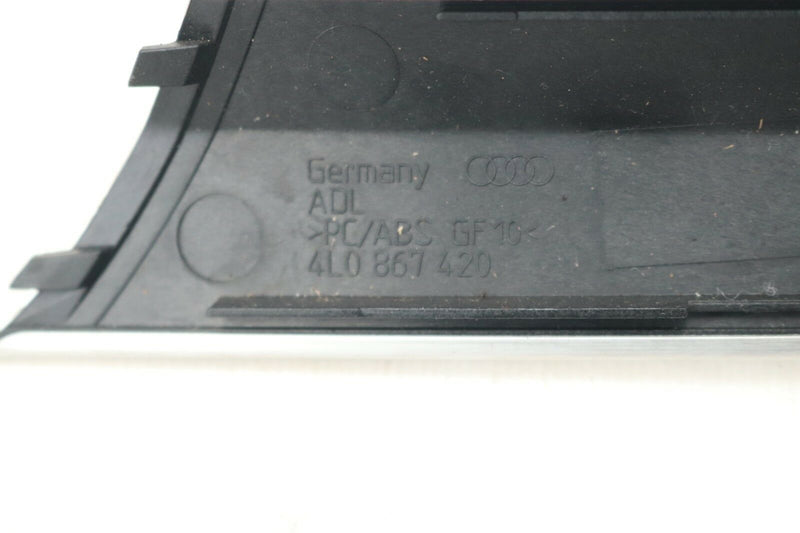 Germany
ADL
>PC/ABS GF10<
4L0 867 420